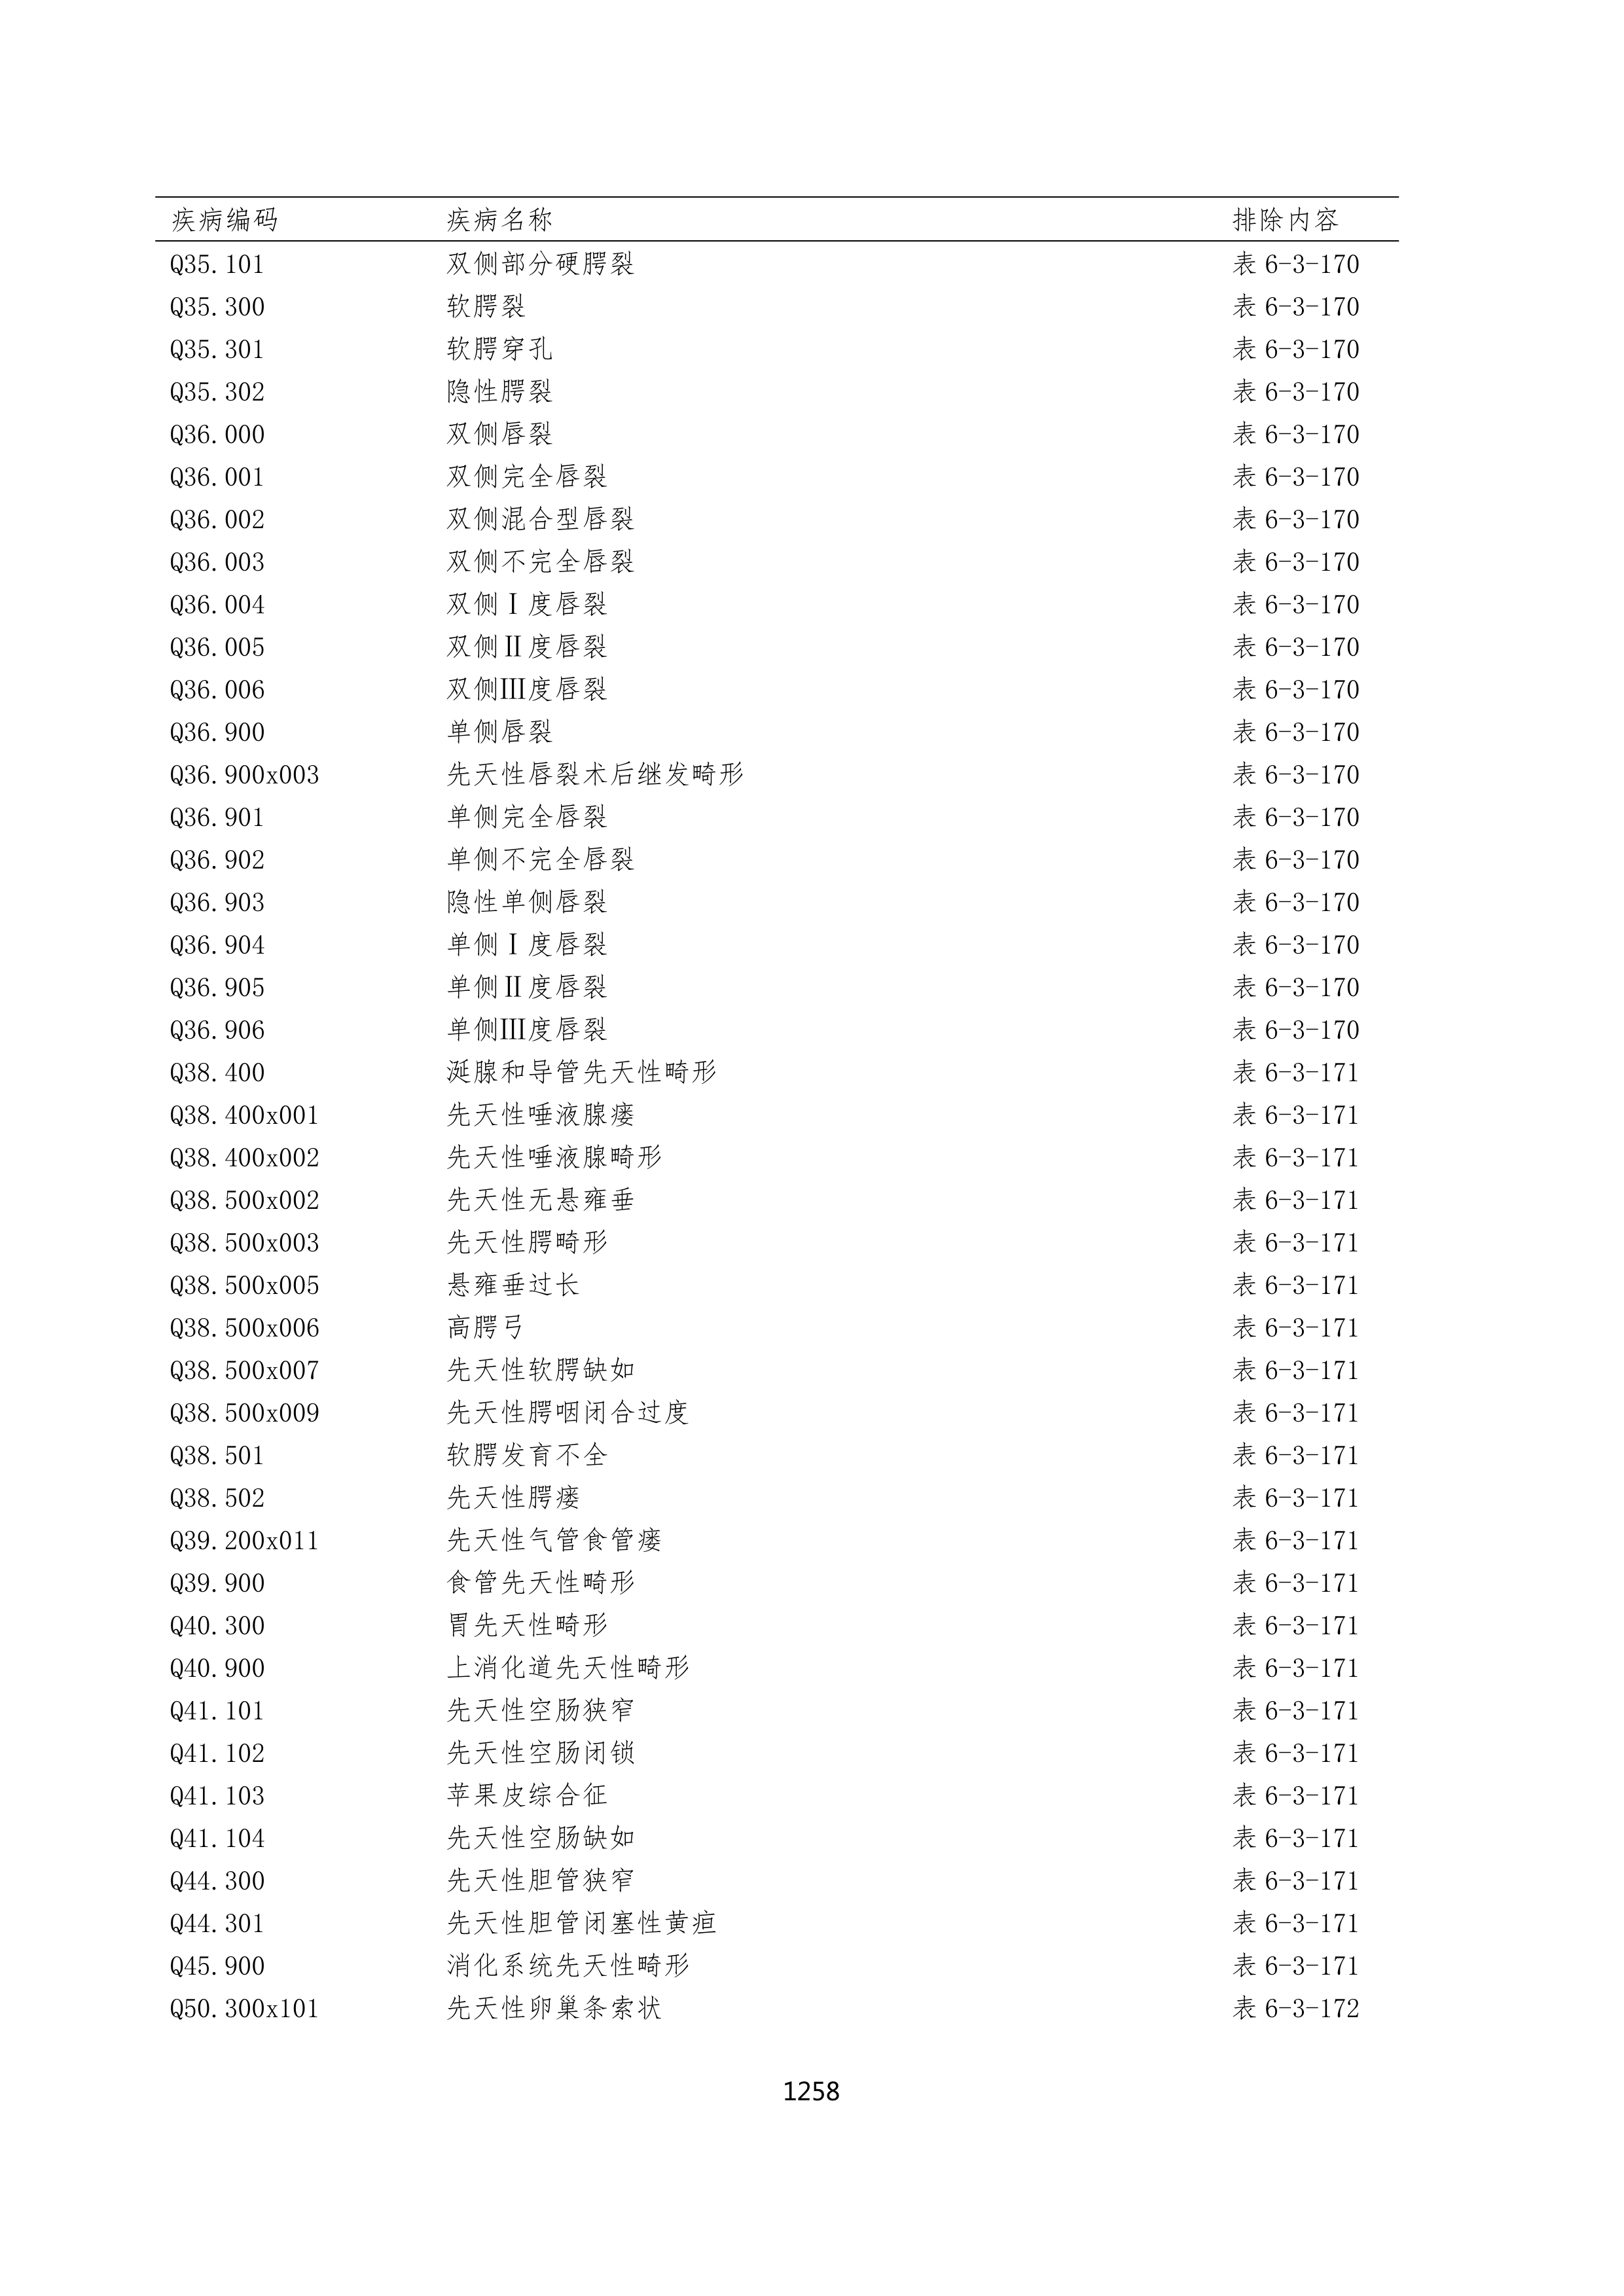 疾病编码 疾病名称 排除内容
Q35.101 双侧部分硬腭裂 表 6-3-170
Q35.300 软腭裂 表 6-3-170
Q35.301 软腭穿孔 表 6-3-170
Q35.302 隐性腭裂 表 6-3-170
Q36.000 双侧唇裂 表 6-3-170
Q36.001 双侧完全唇裂 表 6-3-170
Q36.002 双侧混合型唇裂 表 6-3-170
Q36.003 双侧不完全唇裂 表 6-3-170
Q36.004 双侧Ⅰ度唇裂 表 6-3-170
Q36.005 双侧Ⅱ度唇裂 表 6-3-170
Q36.006 双侧Ⅲ度唇裂 表 6-3-170
Q36.900 单侧唇裂 表 6-3-170
Q36.900x003 先天性唇裂术后继发畸形 表 6-3-170
Q36.901 单侧完全唇裂 表 6-3-170
Q36.902 单侧不完全唇裂 表 6-3-170
Q36.903 隐性单侧唇裂 表 6-3-170
Q36.904 单侧Ⅰ度唇裂 表 6-3-170
Q36.905 单侧Ⅱ度唇裂 表 6-3-170
Q36.906 单侧Ⅲ度唇裂 表 6-3-170
Q38.400 涎腺和导管先天性畸形 表 6-3-171
Q38.400x001 先天性唾液腺瘘 表 6-3-171
Q38.400x002 先天性唾液腺畸形 表 6-3-171
Q38.500x002 先天性无悬雍垂 表 6-3-171
Q38.500x003 先天性腭畸形 表 6-3-171
Q38.500x005 悬雍垂过长 表 6-3-171
Q38.500x006 高腭弓 表 6-3-171
Q38.500x007 先天性软腭缺如 表 6-3-171
Q38.500x009 先天性腭咽闭合过度 表 6-3-171
Q38.501 软腭发育不全 表 6-3-171
Q38.502 先天性腭瘘 表 6-3-171
Q39.200x011 先天性气管食管瘘 表 6-3-171
Q39.900 食管先天性畸形 表 6-3-171
Q40.300 胃先天性畸形 表 6-3-171
Q40.900 上消化道先天性畸形 表 6-3-171
Q41.101 先天性空肠狭窄 表 6-3-171
Q41.102 先天性空肠闭锁 表 6-3-171
Q41.103 苹果皮综合征 表 6-3-171
Q41.104 先天性空肠缺如 表 6-3-171
Q44.300 先天性胆管狭窄 表 6-3-171
Q44.301 先天性胆管闭塞性黄疸 表 6-3-171
Q45.900 消化系统先天性畸形 表 6-3-171
Q50.300x101 先天性卵巢条索状 表 6-3-172
1258